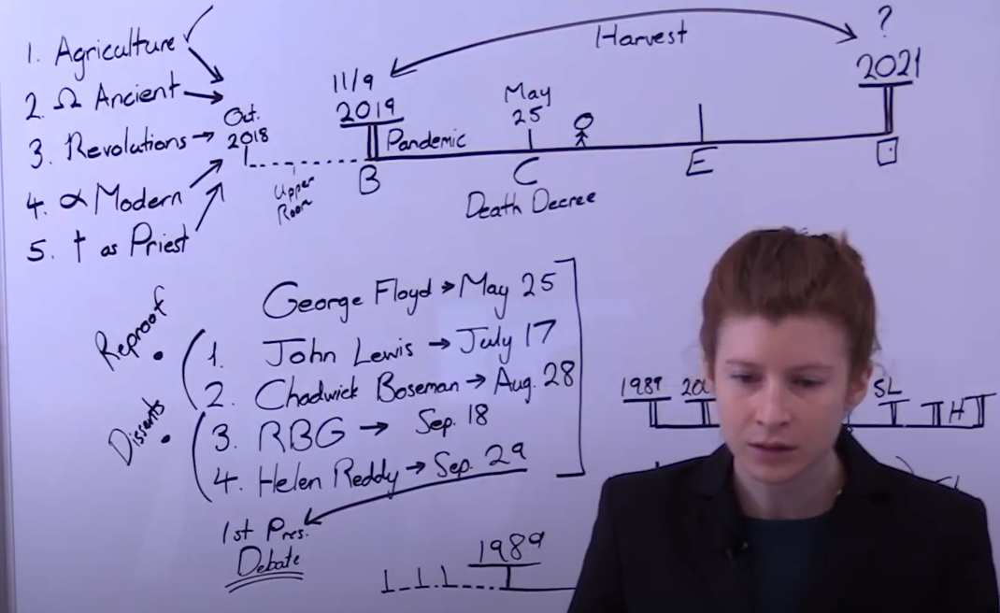 1. Agriculture
2. Ω Ancient
3. Revolutions →
4. α Modern
5. † as Priest
Oct.
2018
Upper
Room
11/9
2019
Pandemic
B
May
25
C
Death Decree
E
Harvest
?
2021
Reproof
Dissents
George Floyd → May 25
1. John Lewis → July 17
2. Chadwick Boseman → Aug. 28
3. RBG → Sep. 18
4. Helen Reddy → Sep. 29
1st Pres.
Debate
1989
1989
SL
H